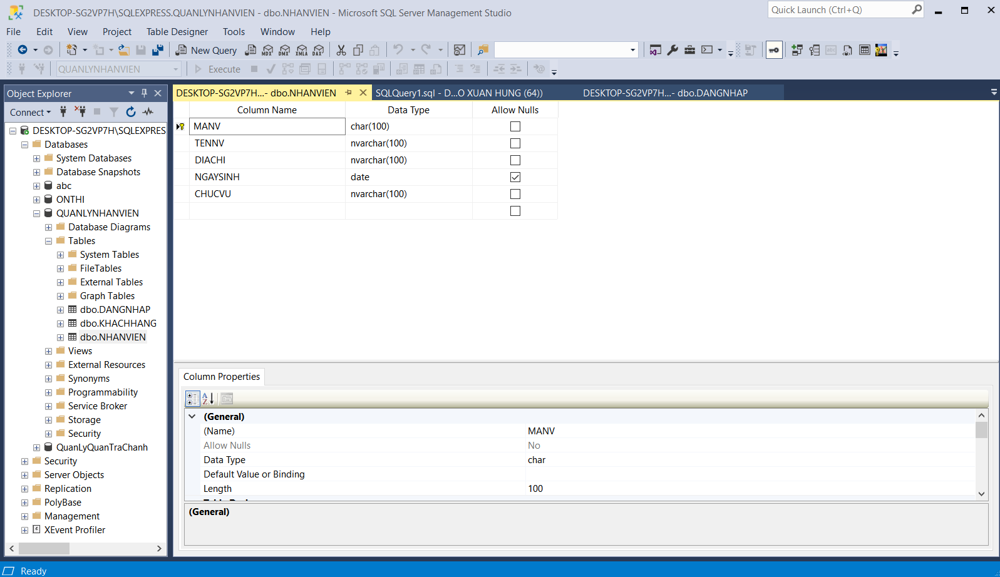 DESKTOP-SG2VP7H\SQLEXPRESS.QUANLYNHANVIEN - dbo.NHANVIEN - Microsoft SQL Server Management Studio
Quick Launch (Ctrl+Q)
File Edit View Project Table Designer Tools Window Help
New Query MDX DMX XMLA DAX
QUANLYNHANVIEN Execute
Object Explorer
Connect
DESKTOP-SG2VP7H\SQLEXPRES
Databases
System Databases
Database Snapshots
abc
ONTHI
QUANLYNHANVIEN
Database Diagrams
Tables
System Tables
FileTables
External Tables
Graph Tables
dbo.DANGNHAP
dbo.KHACHHANG
dbo.NHANVIEN
Views
External Resources
Synonyms
Programmability
Service Broker
Storage
Security
QuanLyQuanTraChanh
Security
Server Objects
Replication
PolyBase
Management
XEvent Profiler
DESKTOP-SG2VP7H...- dbo.NHANVIEN SQLQuery1.sql - D...O XUAN HUNG (64)) DESKTOP-SG2VP7H...- dbo.DANGNHAP
Column Name Data Type Allow Nulls
MANV char(100)
TENNV nvarchar(100)
DIACHI nvarchar(100)
NGAYSINH date
CHUCVU nvarchar(100)
Column Properties
(General)
(Name) MANV
Allow Nulls No
Data Type char
Default Value or Binding
Length 100
(General)
Ready